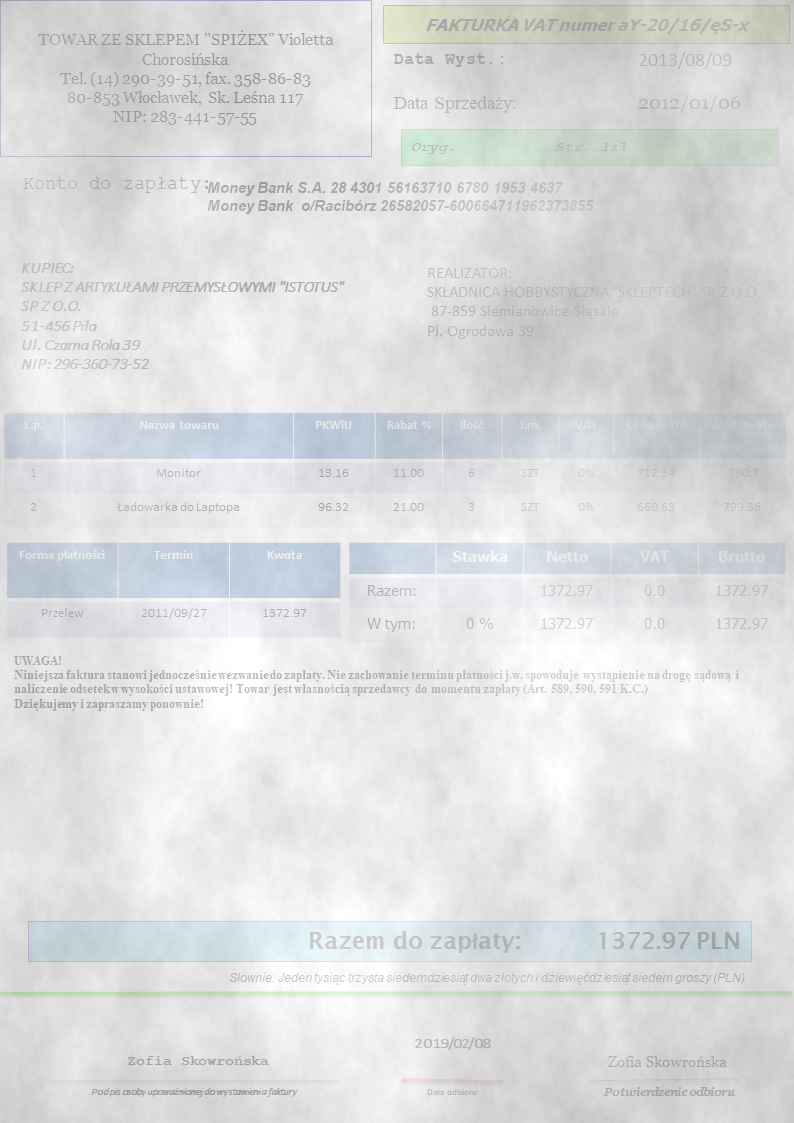 TOWAR ZE SKLEPEM "SPIŻEX" Violetta
Chorosińska
Tel. (14) 290-39-51, fax. 358-86-83
80-853 Włocławek, Sk. Leśna 117
NIP: 283-441-57-55
FAKTURKA VAT numer aY-20/16/ęS-x
Data Wyst.: 2013/08/09
Data Sprzedaży: 2012/01/06
Oryg. Str. 1z1
Konto do zapłaty: Money Bank S.A. 28 4301 56163710 6780 1953 4637
Money Bank o/Racibórz 26582057-600664711962373855
KUPIEC:
SKLEP Z ARTYKUŁAMI PRZEMYSŁOWYMI "ISTOTUS"
SP Z O.O.
51-456 Piła
Ul. Czarna Rola 39
NIP: 296-360-73-52
REALIZATOR:
SKŁADNICA HOBBYSTYCZNA "SKLEPTECH" SP. Z O.O.
87-859 Siemianowice Śląskie
Pl. Ogrodowa 39
L.p. Nazwa towaru PKWiU Rabat % Ilość J.m. VAT Cena netto Wart. netto
1 Monitor 13.16 11.00 6 SZT 0% 712.34 790.7
2 Ładowarka do Laptopa 96.32 21.00 3 SZT 0% 660.63 799.36
Forma płatności Termin Kwota
Przelew 2011/09/27 1372.97
Stawka Netto VAT Brutto
Razem: 1372.97 0.0 1372.97
W tym: 0 % 1372.97 0.0 1372.97
UWAGA!
Niniejsza faktura stanowi jednocześnie wezwanie do zapłaty. Nie zachowanie terminu płatności j.w. spowoduje wystąpienie na drogę sądową i
naliczenie odsetek w wysokości ustawowej! Towar jest własnością sprzedawcy do momentu zapłaty (Art. 589, 590, 591 K.C.)
Dziękujemy i zapraszamy ponownie!
Razem do zapłaty: 1372.97 PLN
Słownie: Jeden tysiąc trzysta siedemdziesiąt dwa złotych i dziewięćdziesiąt siedem groszy (PLN)
Zofia Skowrońska
Podpis osoby upoważnionej do wystawienia faktury
2019/02/08
Data odbioru
Zofia Skowrońska
Potwierdzenie odbioru